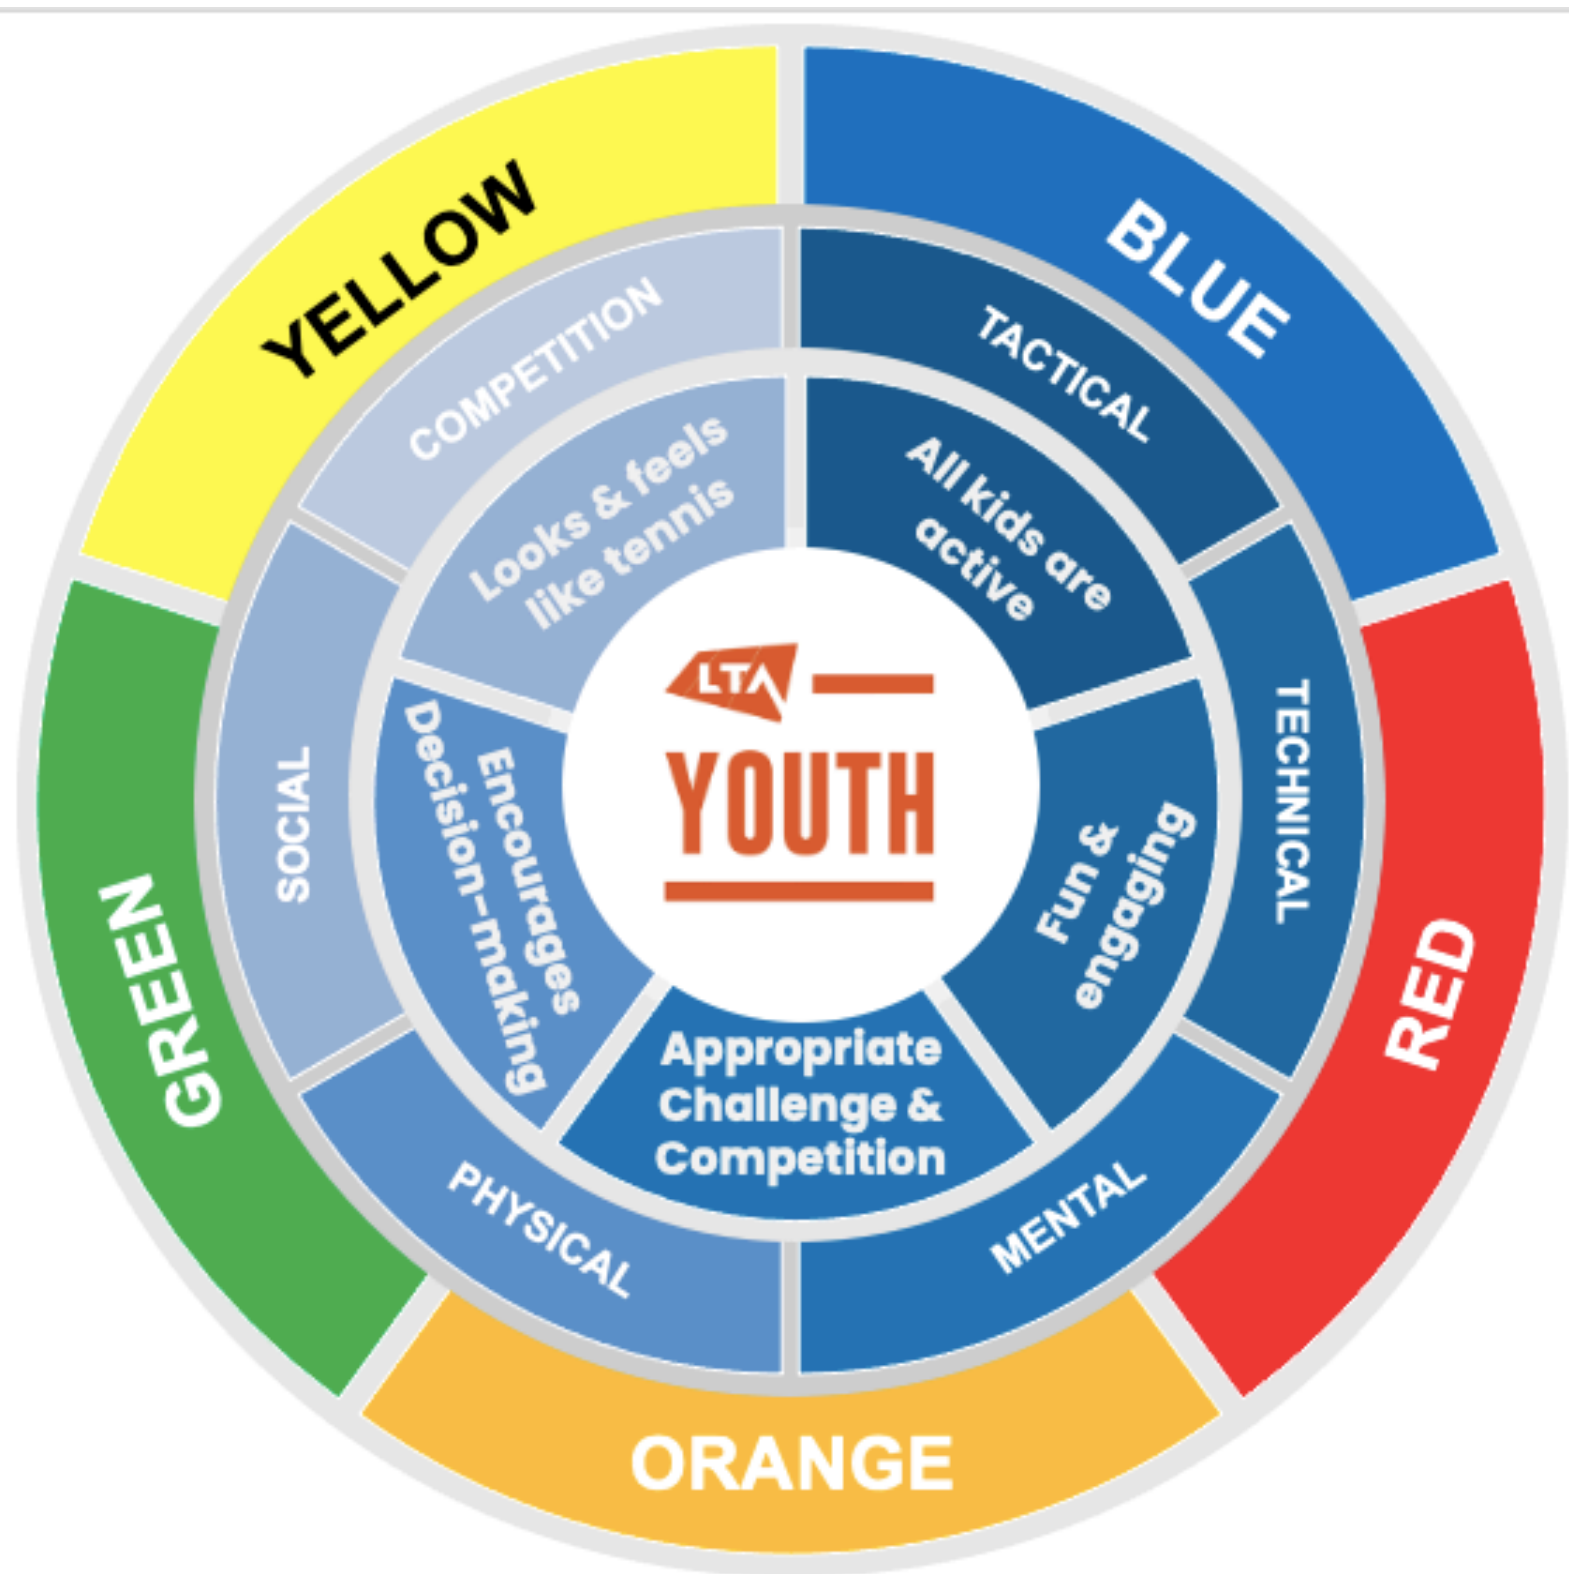 YELLOW
BLUE
RED
ORANGE
GREEN
COMPETITION
TACTICAL
TECHNICAL
MENTAL
PHYSICAL
SOCIAL
Looks & feels
like tennis
All kids are
active
Fun &
engaging
Appropriate
Challenge &
Competition
Encourages
Decision-making
LTA
YOUTH